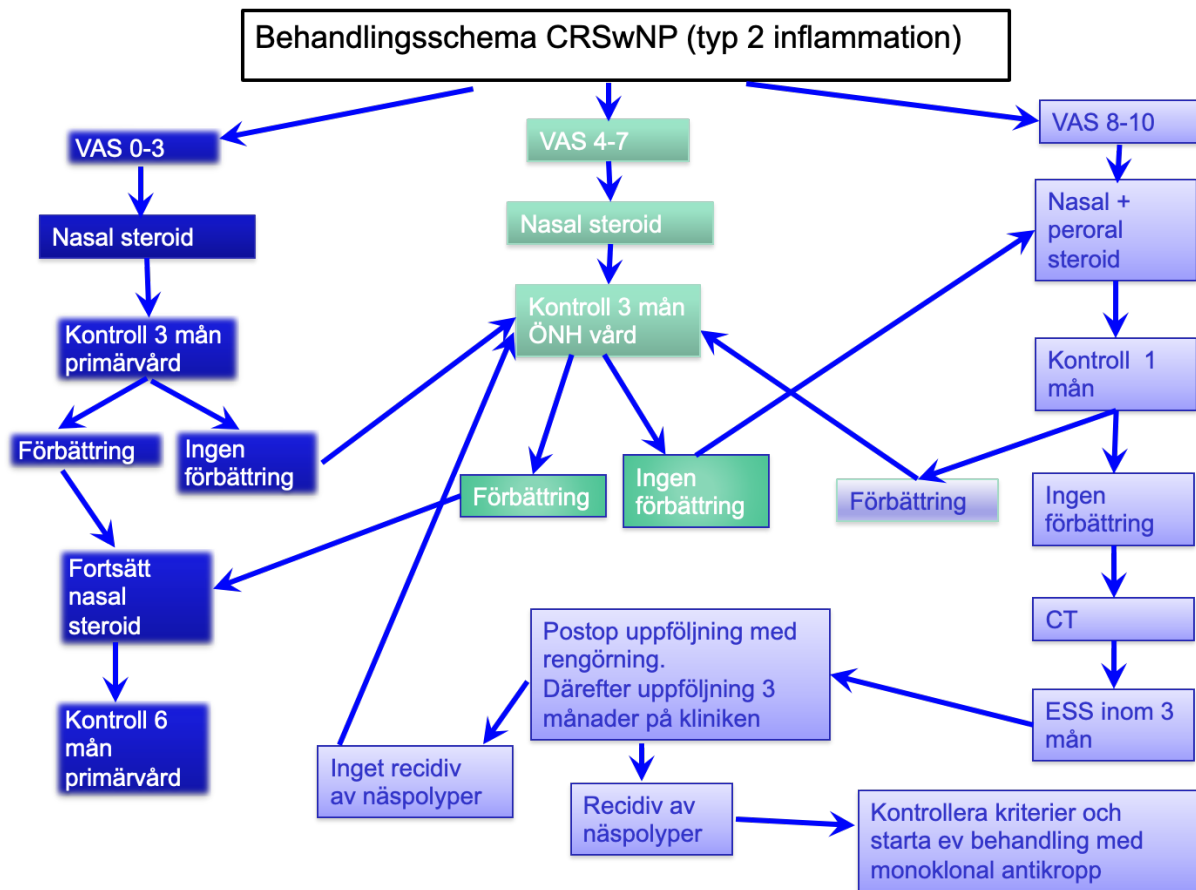 Behandlingsschema CRSwNP (typ 2 inflammation)
VAS 0-3
Nasal steroid
Kontroll 3 mån
primärvård
Förbättring
Ingen
förbättring
Fortsätt
nasal
steroid
Kontroll 6
mån
primärvård
VAS 4-7
Nasal steroid
Kontroll 3 mån
ÖNH vård
Förbättring
Ingen
förbättring
VAS 8-10
Nasal +
peroral
steroid
Kontroll 1
mån
Förbättring
Ingen
förbättring
CT
ESS inom 3
mån
Postop uppföljning med
rengörning.
Därefter uppföljning 3
månader på kliniken
Inget recidiv
av näspolyper
Recidiv av
näspolyper
Kontrollera kriterier och
starta ev behandling med
monoklonal antikropp